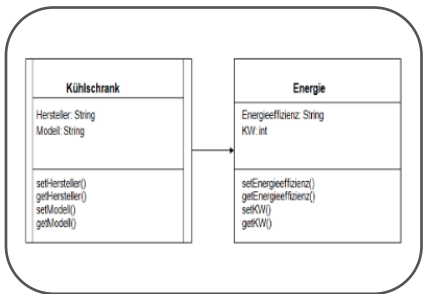 Kühlschrank
Hersteller: String
Modell: String
setHersteller()
getHersteller()
setModell()
getModell()
Energie
Energieeffizienz: String
KW: int
setEnergieeffizienz()
getEnergieeffizienz()
setKW()
getKW()